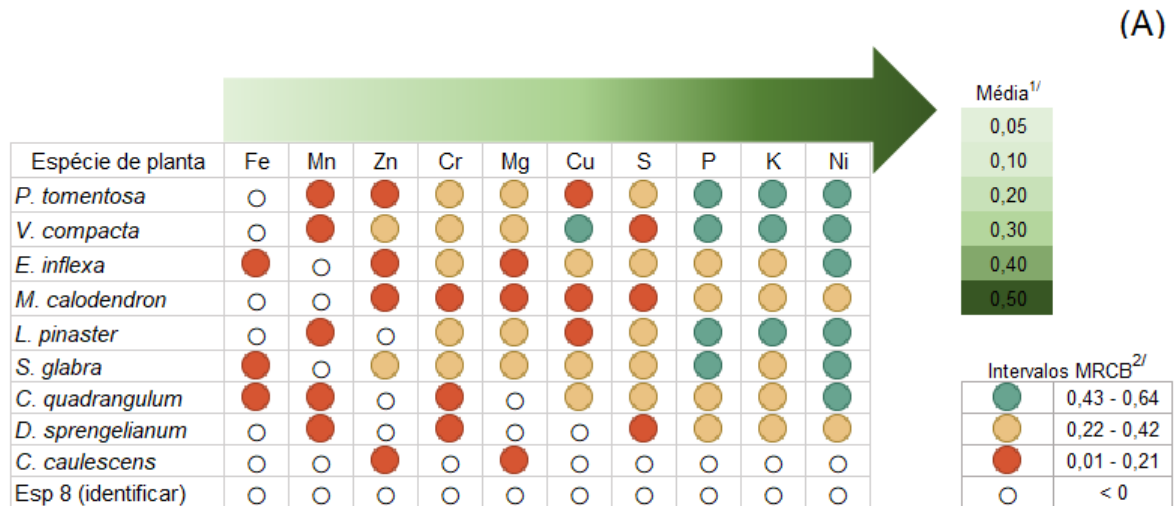 (A)
Média1/
0,05
0,10
0,20
0,30
0,40
0,50
Espécie de planta Fe Mn Zn Cr Mg Cu S P K Ni
P. tomentosa
V. compacta
E. inflexa
M. calodendron
L. pinaster
S. glabra
C. quadrangulum
D. sprengelianum
C. caulescens
Esp 8 (identificar)
Intervalos MRCB2/
0,43 - 0,64
0,22 - 0,42
0,01 - 0,21
< 0